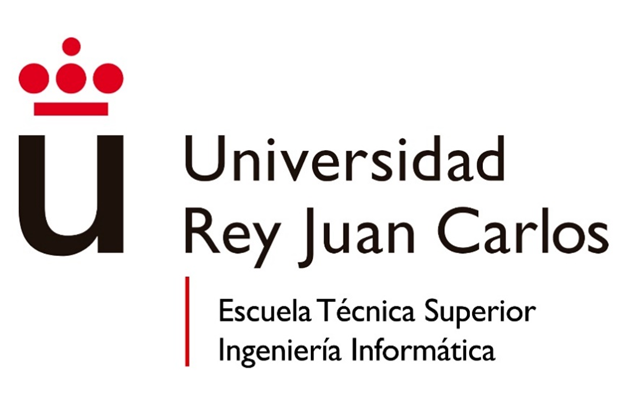 u
Universidad
Rey Juan Carlos
Escuela Técnica Superior
Ingeniería Informática